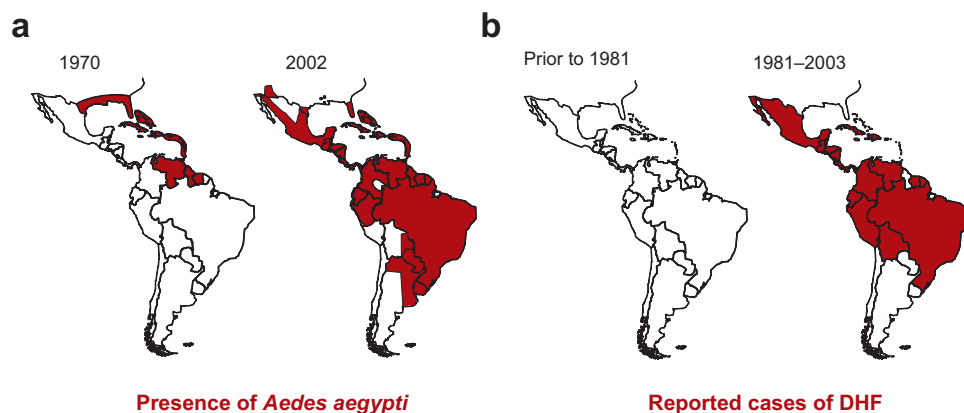 a
1970
2002
Presence of Aedes aegypti
b
Prior to 1981
1981–2003
Reported cases of DHF